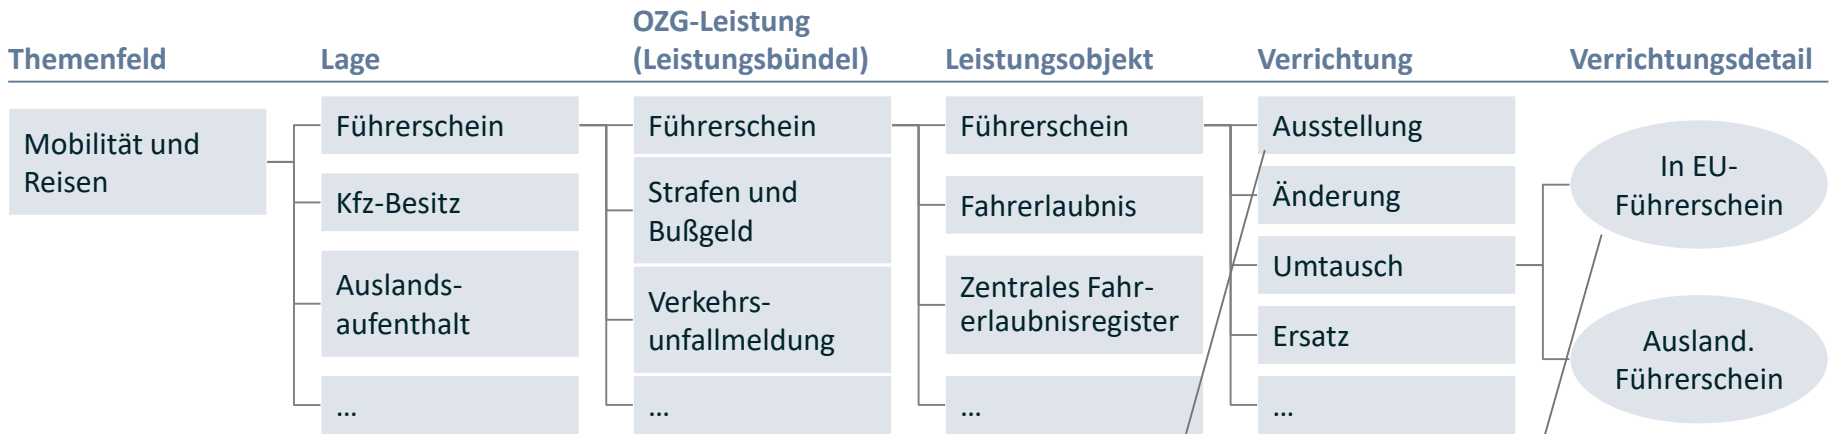 Themenfeld
Lage
OZG-Leistung
(Leistungsbündel)
Leistungsobjekt
Verrichtung
Verrichtungsdetail
Mobilität und
Reisen
Führerschein
Kfz-Besitz
Auslands-
aufenthalt
...
Führerschein
Strafen und
Bußgeld
Verkehrs-
unfallmeldung
...
Führerschein
Fahrerlaubnis
Zentrales Fahr-
erlaubnisregister
...
Ausstellung
Änderung
Umtausch
Ersatz
...
In EU-
Führerschein
Ausland.
Führerschein